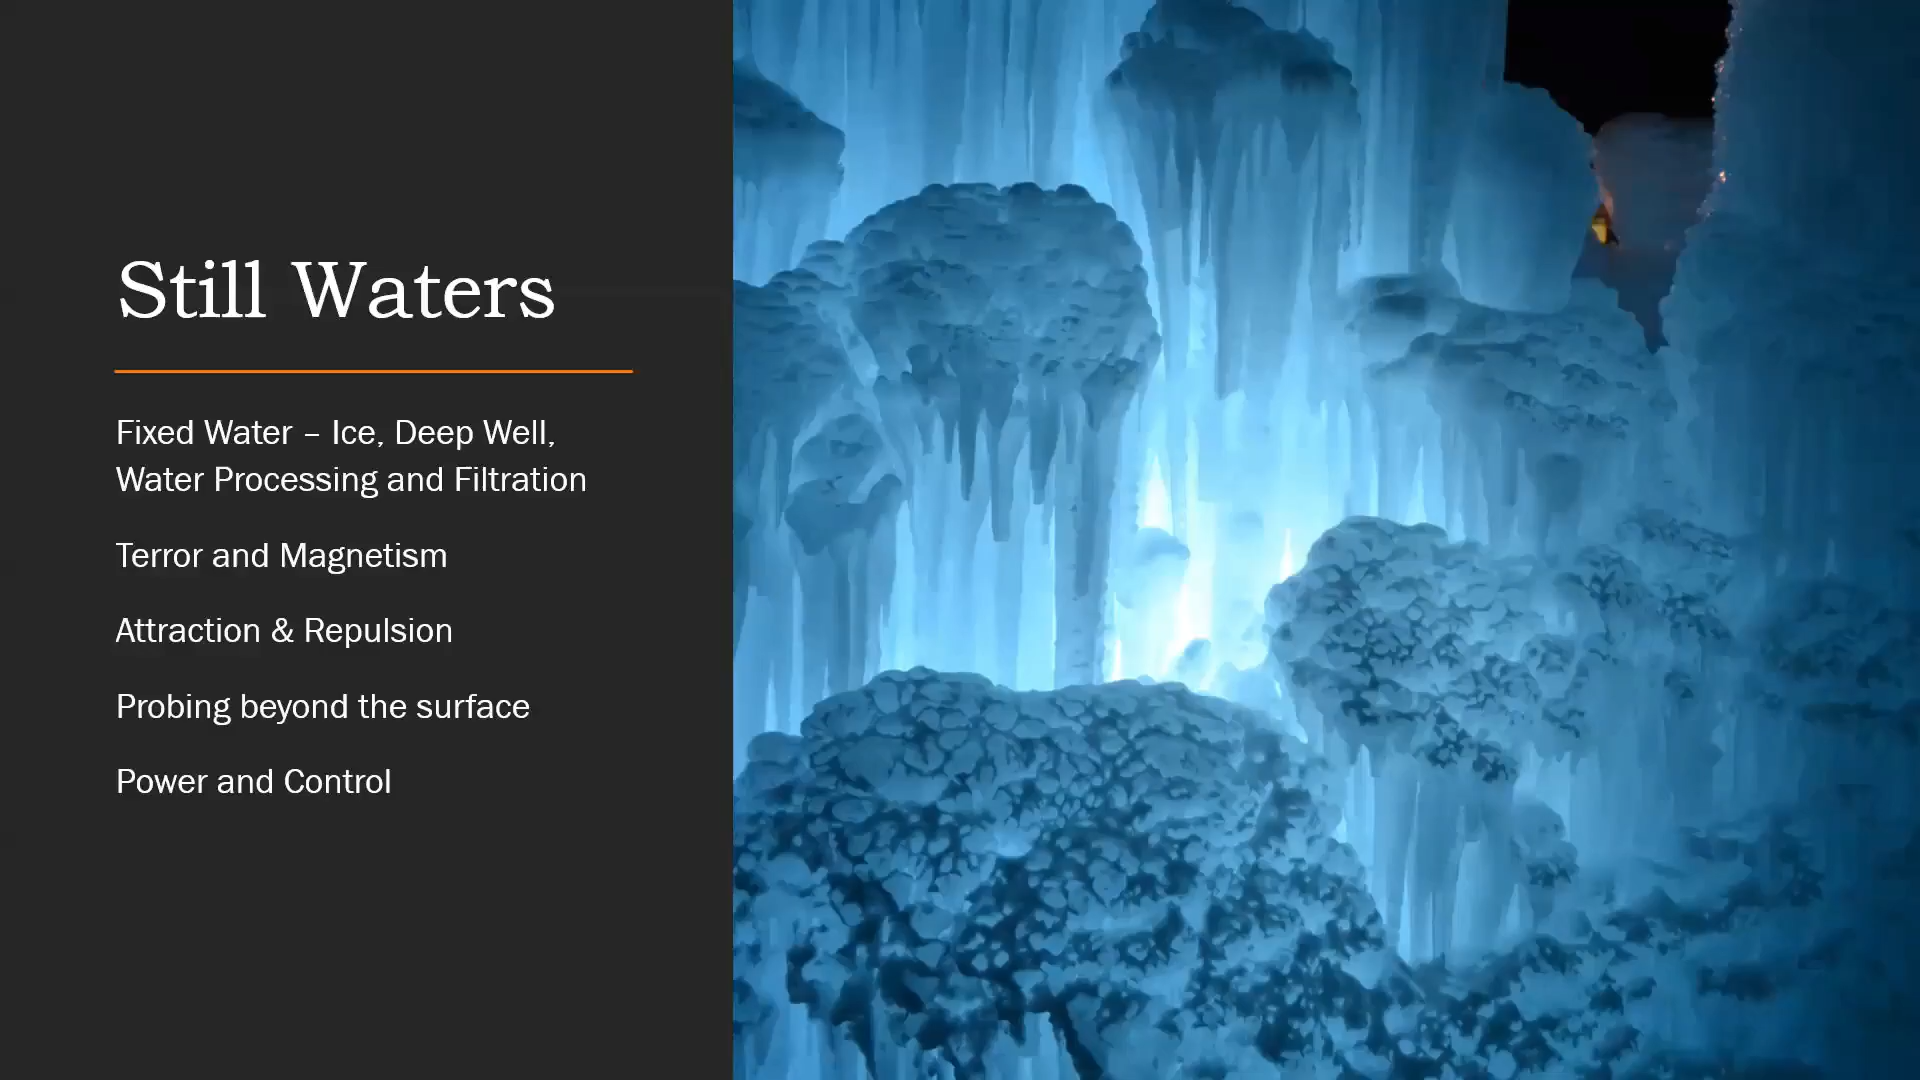 Still Waters
Fixed Water – Ice, Deep Well,
Water Processing and Filtration
Terror and Magnetism
Attraction & Repulsion
Probing beyond the surface
Power and Control